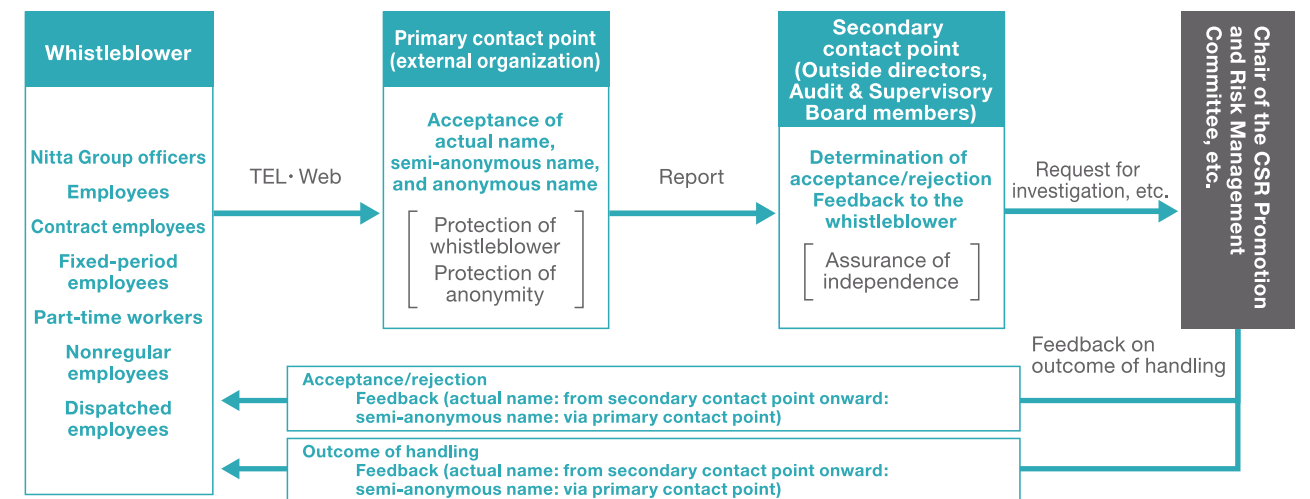 Whistleblower
Nitta Group officers
Employees
Contract employees
Fixed-period
employees
Part-time workers
Nonregular
employees
Dispatched
employees
TEL・Web
Primary contact point
(external organization)
Acceptance of
actual name,
semi-anonymous name,
and anonymous name
Protection of
whistleblower
Protection of
anonymity
Report
Secondary
contact point
(Outside directors,
Audit & Supervisory
Board members)
Determination of
acceptance/rejection
Feedback to the
whistleblower
Assurance of
independence
Request for
investigation, etc.
Chair of the CSR Promotion
and Risk Management
Committee, etc.
Feedback on
outcome of handling
Acceptance/rejection
Feedback (actual name: from secondary contact point onward:
semi-anonymous name: via primary contact point)
Outcome of handling
Feedback (actual name: from secondary contact point onward:
semi-anonymous name: via primary contact point)